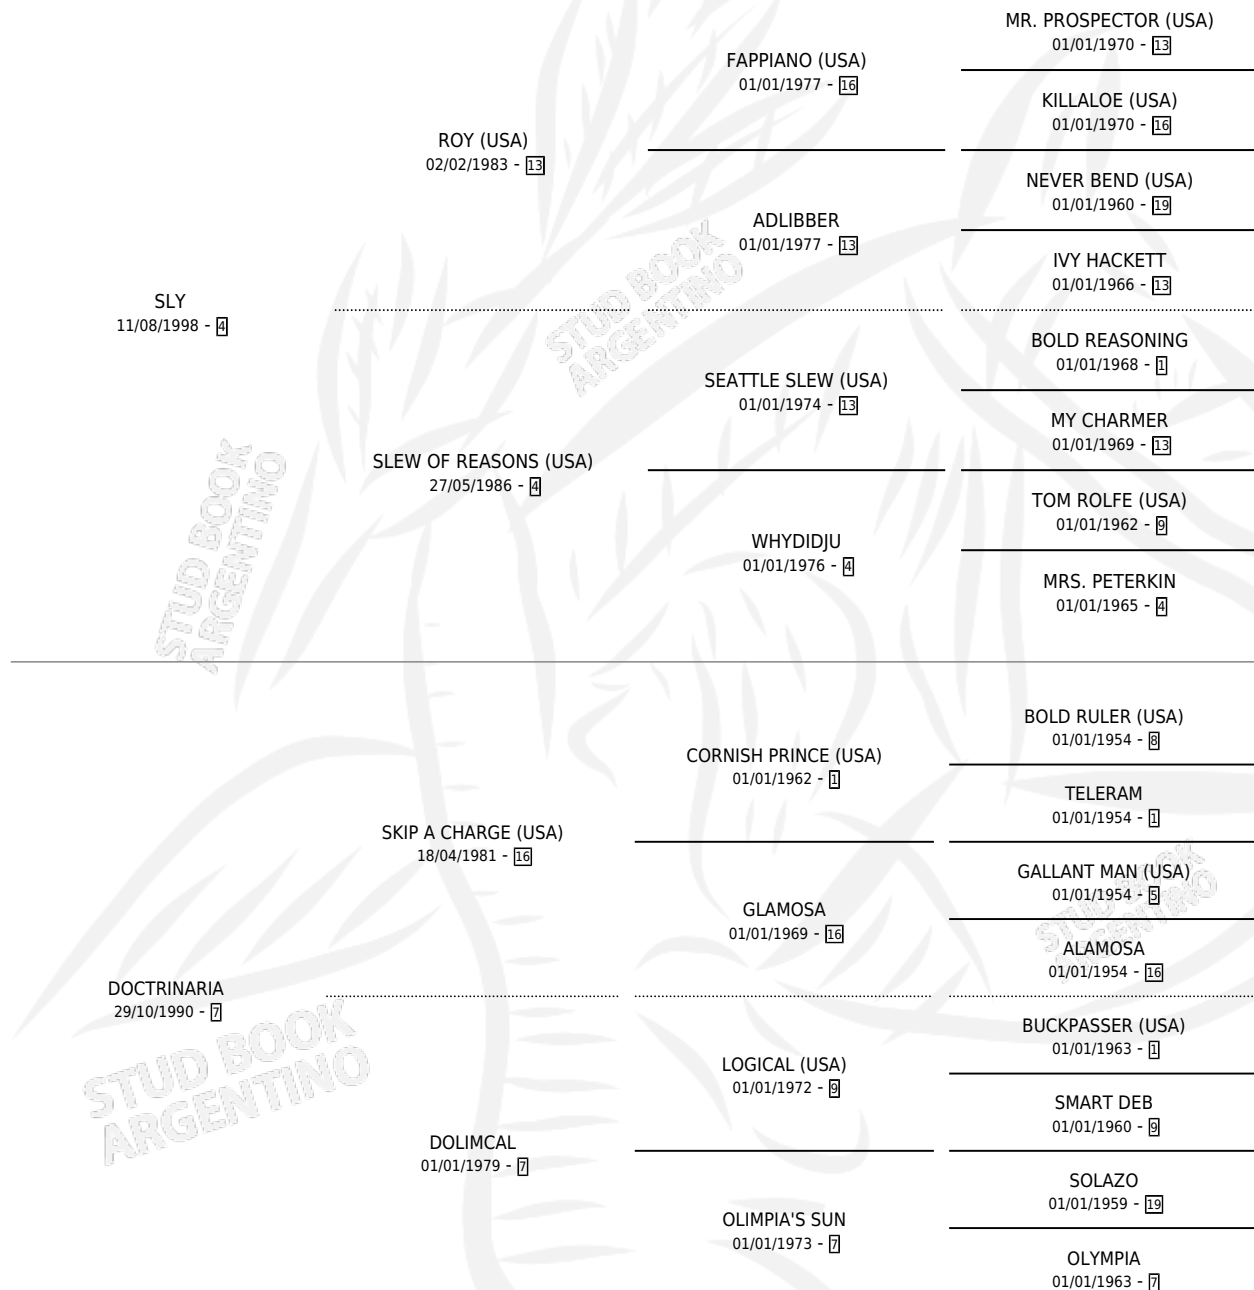 MR. PROSPECTOR (USA)
01/01/1970 - 13
FAPPIANO (USA)
01/01/1977 - 16
KILLALOE (USA)
01/01/1970 - 16
ROY (USA)
02/02/1983 - 13
NEVER BEND (USA)
01/01/1960 - 19
ADLIBBER
01/01/1977 - 13
IVY HACKETT
01/01/1966 - 13
SLY
11/08/1998 - 4
BOLD REASONING
01/01/1968 - 1
SEATTLE SLEW (USA)
01/01/1974 - 13
MY CHARMER
01/01/1969 - 13
SLEW OF REASONS (USA)
27/05/1986 - 4
TOM ROLFE (USA)
01/01/1962 - 9
WHYDIDJU
01/01/1976 - 4
MRS. PETERKIN
01/01/1965 - 4
BOLD RULER (USA)
01/01/1954 - 8
CORNISH PRINCE (USA)
01/01/1962 - 1
TELERAM
01/01/1954 - 1
SKIP A CHARGE (USA)
18/04/1981 - 16
GALLANT MAN (USA)
01/01/1954 - 5
GLAMOSA
01/01/1969 - 16
ALAMOSA
01/01/1954 - 16
DOCTRINARIA
29/10/1990 - 7
BUCKPASSER (USA)
01/01/1963 - 1
LOGICAL (USA)
01/01/1972 - 9
SMART DEB
01/01/1960 - 9
DOLIMCAL
01/01/1979 - 7
SOLAZO
01/01/1959 - 19
OLIMPIA'S SUN
01/01/1973 - 7
OLYMPIA
01/01/1963 - 7
STUD BOOK
ARGENTINO
STUD BOOK
ARGENTINO
STUD BOOK
ARGENTINO
STUD BOOK
ARGENTINO